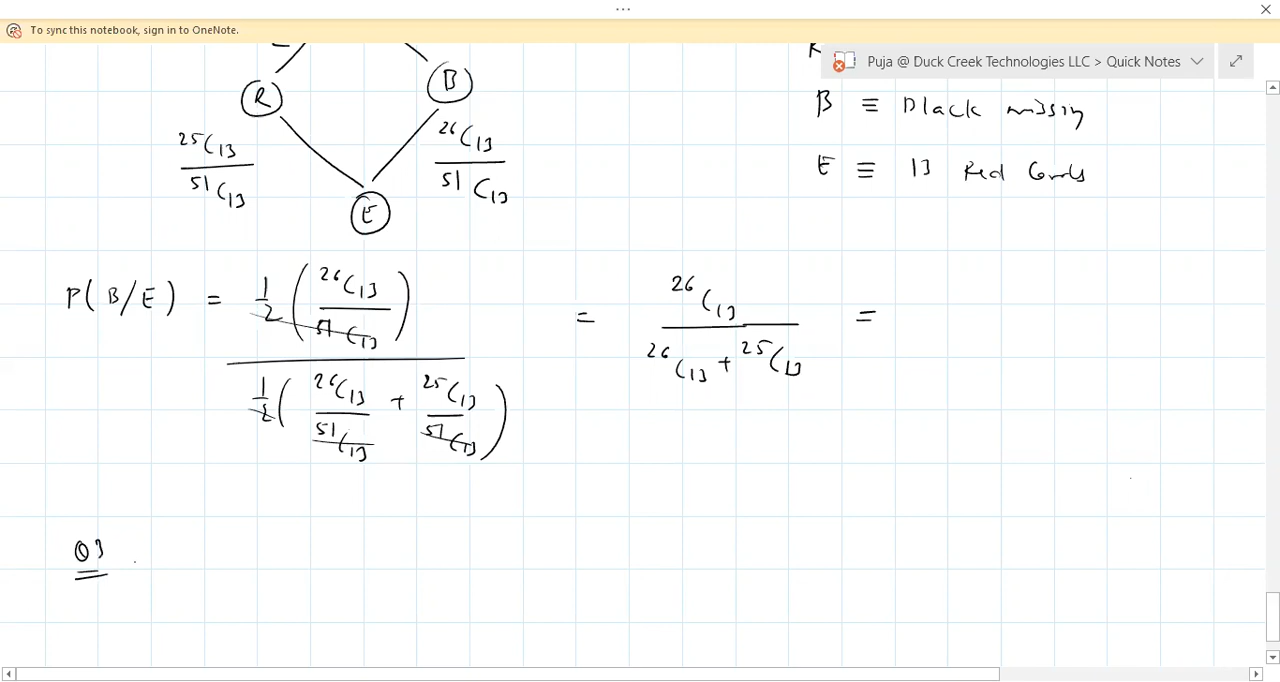 To sync this notebook, sign in to OneNote.
Puja @ Duck Creek Technologies LLC > Quick Notes
R B
B ≡ Black missing
²⁵C₁₃ / ⁵¹C₁₃ ²⁶C₁₃ / ⁵¹C₁₃
E ≡ 13 Red Cards
E
P(B/E) = 1/2 (²⁶C₁₃ / ⁵¹C₁₃) / 1/2 (²⁶C₁₃ / ⁵¹C₁₃ + ²⁵C₁₃ / ⁵¹C₁₃) = ²⁶C₁₃ / ²⁶C₁₃ + ²⁵C₁₃ =
Q3